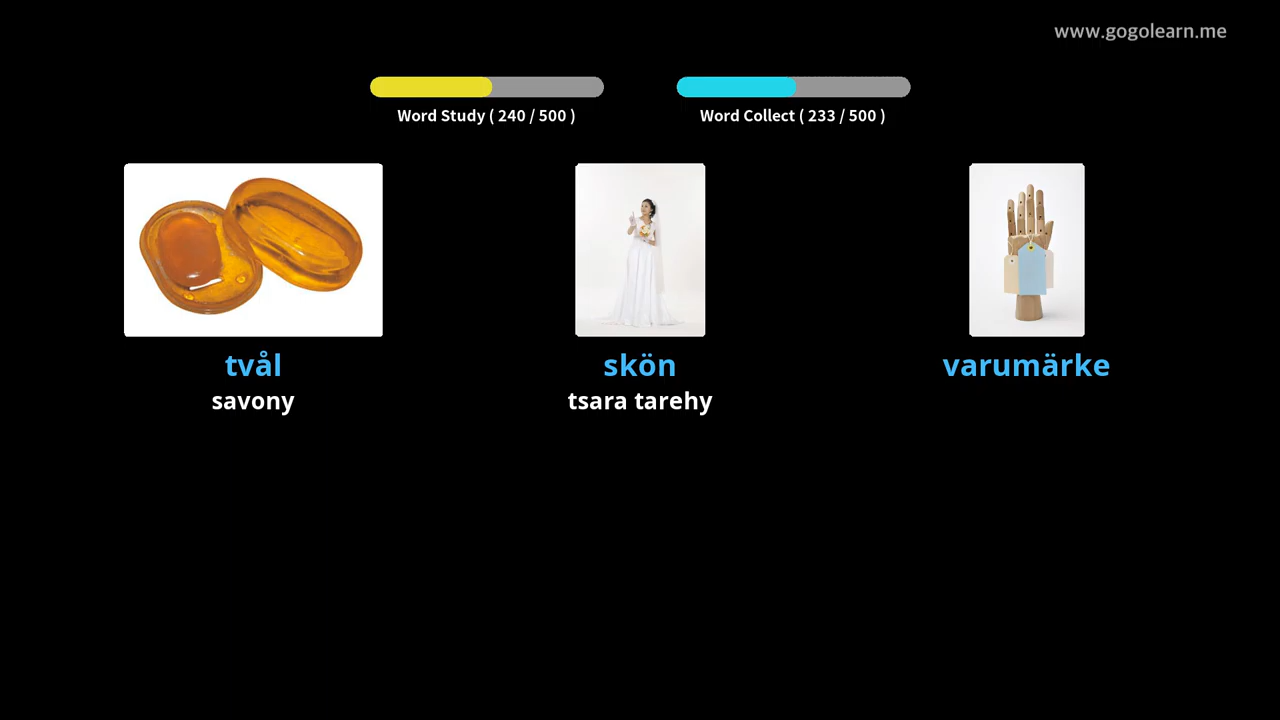 www.gogolearn.me
Word Study ( 240 / 500 )
Word Collect ( 233 / 500 )
tvål
skön
varumärke
savony
tsara tarehy